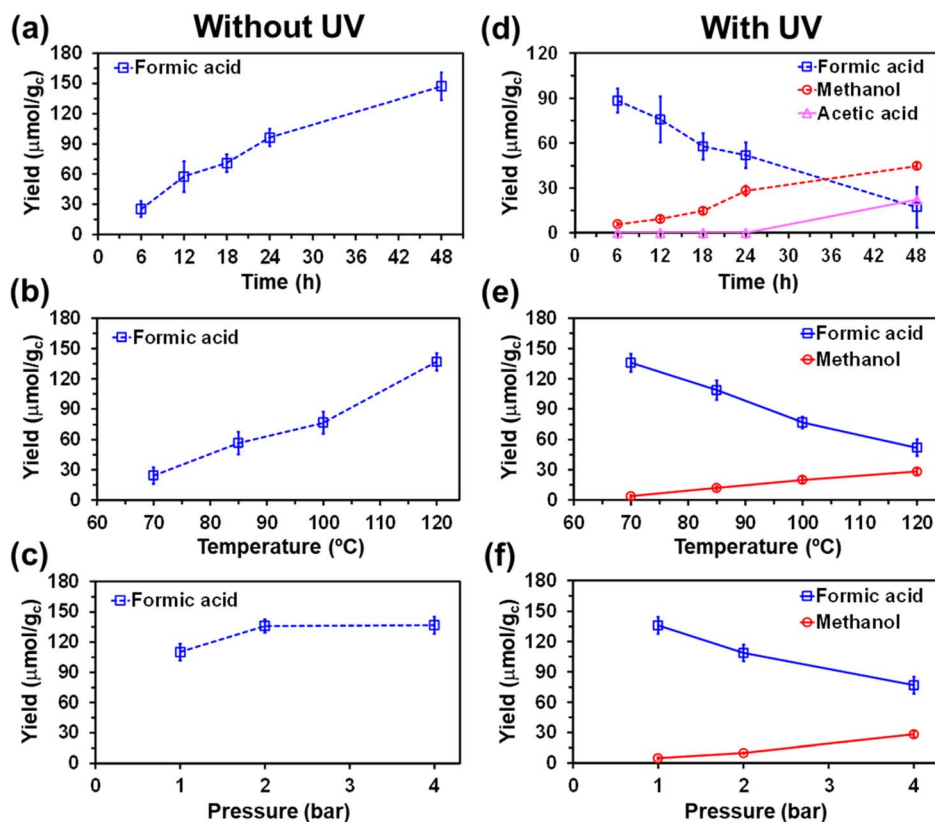 Without UV
(a)
Yield (μmol/g_c)
180
150
120
90
60
30
0
Formic acid
0 6 12 18 24 30 36 42 48
Time (h)
(b)
Yield (μmol/g_c)
180
150
120
90
60
30
0
Formic acid
60 70 80 90 100 110 120
Temperature (ºC)
(c)
Yield (μmol/g_c)
180
150
120
90
60
30
0
Formic acid
0 1 2 3 4
Pressure (bar)
With UV
(d)
Yield (μmol/g_c)
120
90
60
30
0
Formic acid
Methanol
Acetic acid
0 6 12 18 24 30 36 42 48
Time (h)
(e)
Yield (μmol/g_c)
180
150
120
90
60
30
0
Formic acid
Methanol
60 70 80 90 100 110 120
Temperature (ºC)
(f)
Yield (μmol/g_c)
180
150
120
90
60
30
0
Formic acid
Methanol
0 1 2 3 4
Pressure (bar)